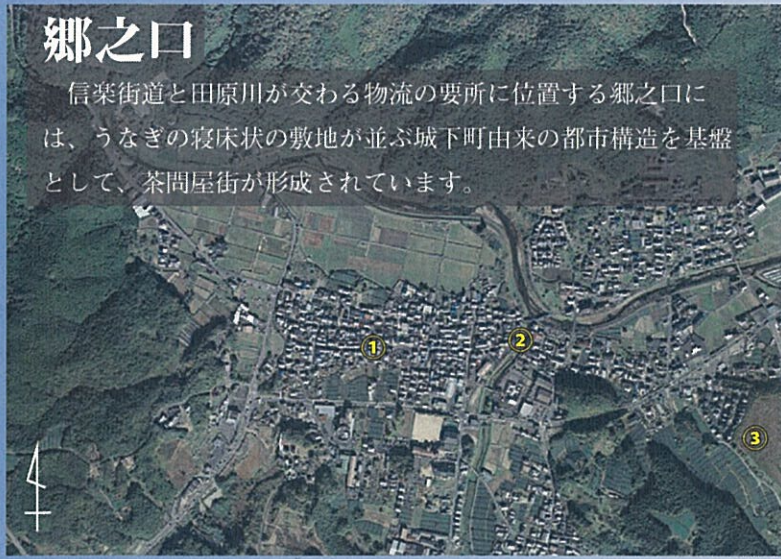 郷之口
信楽街道と田原川が交わる物流の要所に位置する郷之口に
は、うなぎの寝床状の敷地が並ぶ城下町由来の都市構造を基盤
として、茶問屋街が形成されています。
①
②
③